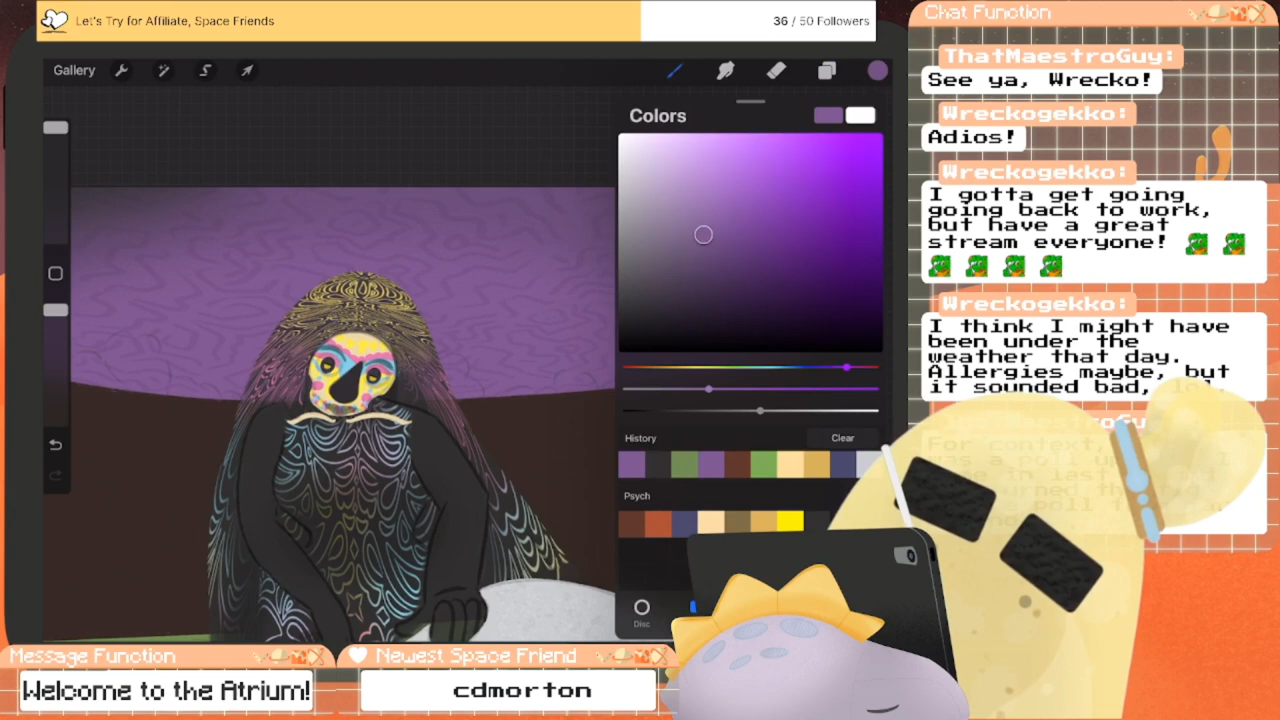 Let's Try for Affiliate, Space Friends
36 / 50 Followers
Chat Function
ThatMaestroGuy:
See ya, Wrecko!
Wreckogekko:
Adios!
Wreckogekko:
I gotta get going
going back to work,
but have a great
stream everyone!
Wreckogekko:
I think I might have
been under the
weather that day.
Allergies maybe, but
it sounded bad,
For context,
Gallery
Colors
History
Clear
Psych
Disc
Message Function
Welcome to the Atrium!
Newest Space Friend
cdmorton